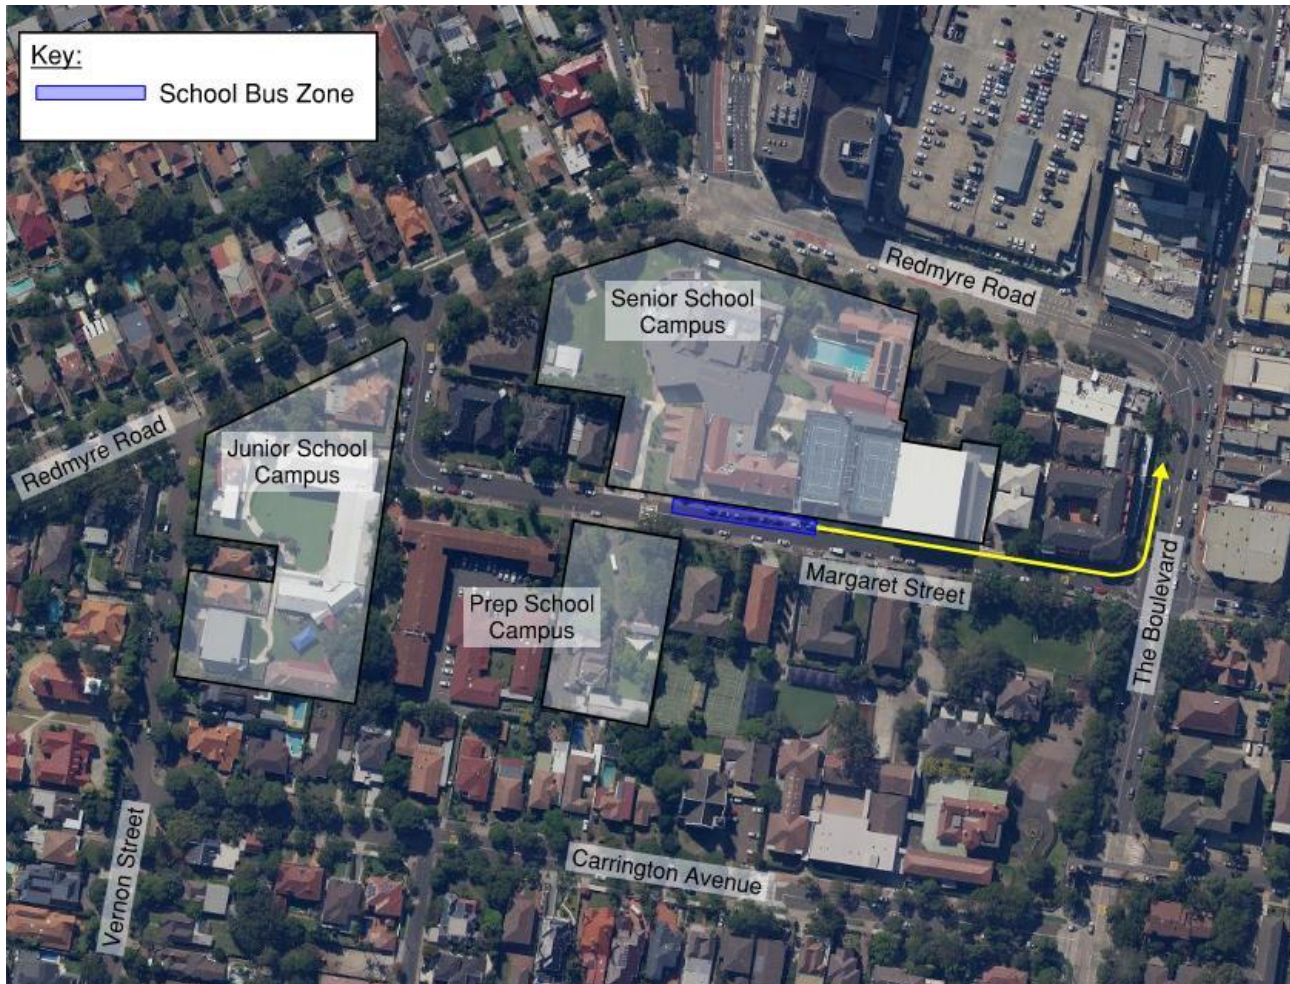 Key:
School Bus Zone
Redmyre Road
Senior School
Campus
Redmyre Road
Junior School
Campus
Margaret Street
Prep School
Campus
The Boulevard
Carrington Avenue
Vernon Street